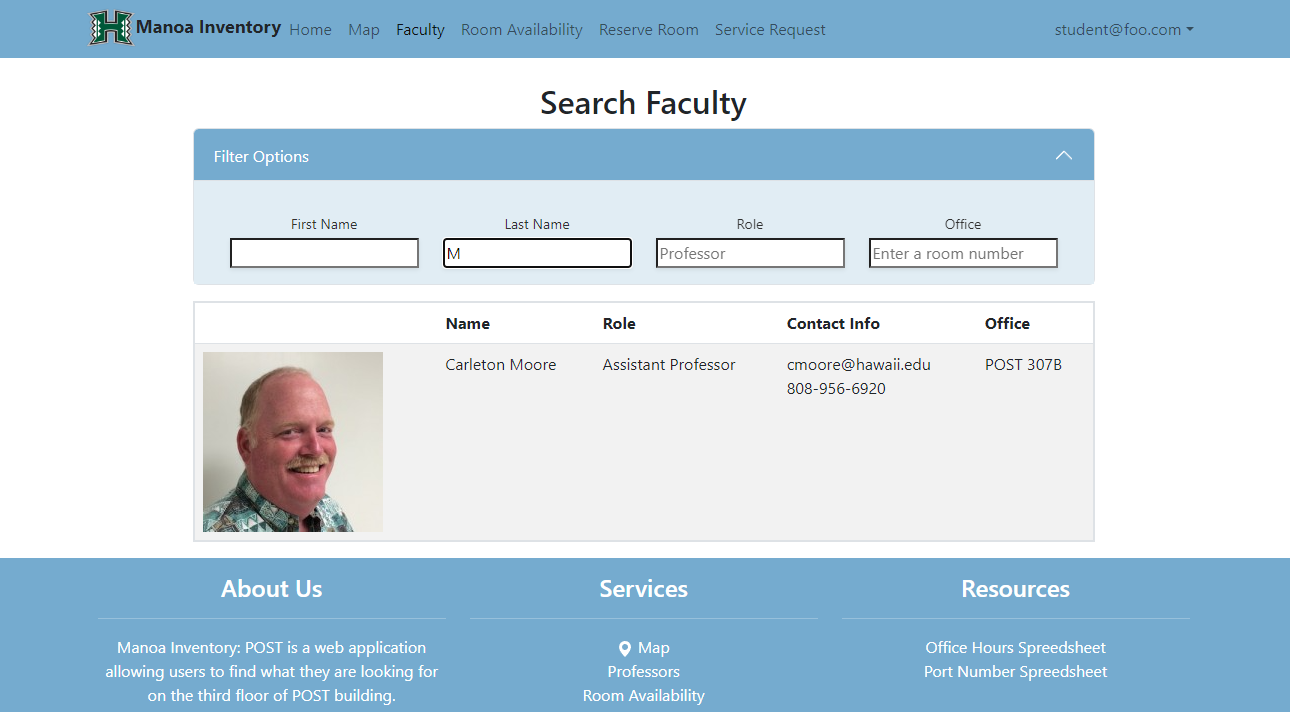 Manoa Inventory Home Map Faculty Room Availability Reserve Room Service Request student@foo.com
Search Faculty
Filter Options
First Name Last Name Role Office
M Professor Enter a room number
Name Role Contact Info Office
Carleton Moore Assistant Professor cmoore@hawaii.edu POST 307B
808-956-6920
About Us Services Resources
Manoa Inventory: POST is a web application Map Office Hours Spreedsheet
allowing users to find what they are looking for Professors Port Number Spreedsheet
on the third floor of POST building. Room Availability